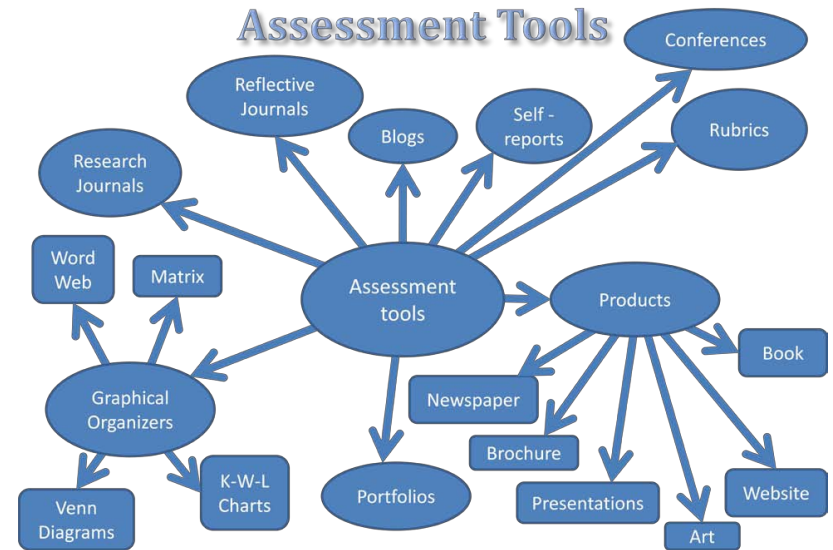 Assessment Tools
Conferences
Reflective
Journals
Blogs
Self -
reports
Rubrics
Research
Journals
Word
Web
Matrix
Assessment
tools
Products
Book
Graphical
Organizers
Newspaper
Brochure
K-W-L
Charts
Portfolios
Presentations
Website
Venn
Diagrams
Art